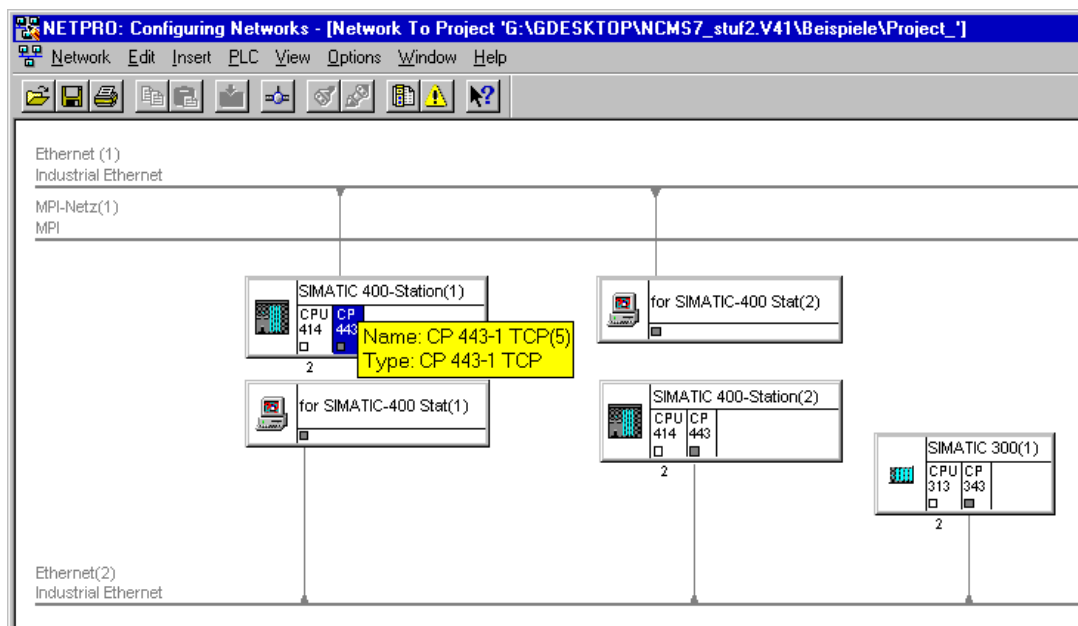 NETPRO: Configuring Networks - [Network To Project 'G:\GDESKTOP\NCMS7_stuf2.V41\Beispiele\Project_']
Network Edit Insert PLC View Options Window Help
Ethernet (1)
Industrial Ethernet
MPI-Netz(1)
MPI
SIMATIC 400-Station(1)
CPU CP
414 443
2
Name: CP 443-1 TCP(5)
Type: CP 443-1 TCP
for SIMATIC-400 Stat(2)
for SIMATIC-400 Stat(1)
SIMATIC 400-Station(2)
CPU CP
414 443
2
SIMATIC 300(1)
CPU CP
313 343
2
Ethernet(2)
Industrial Ethernet